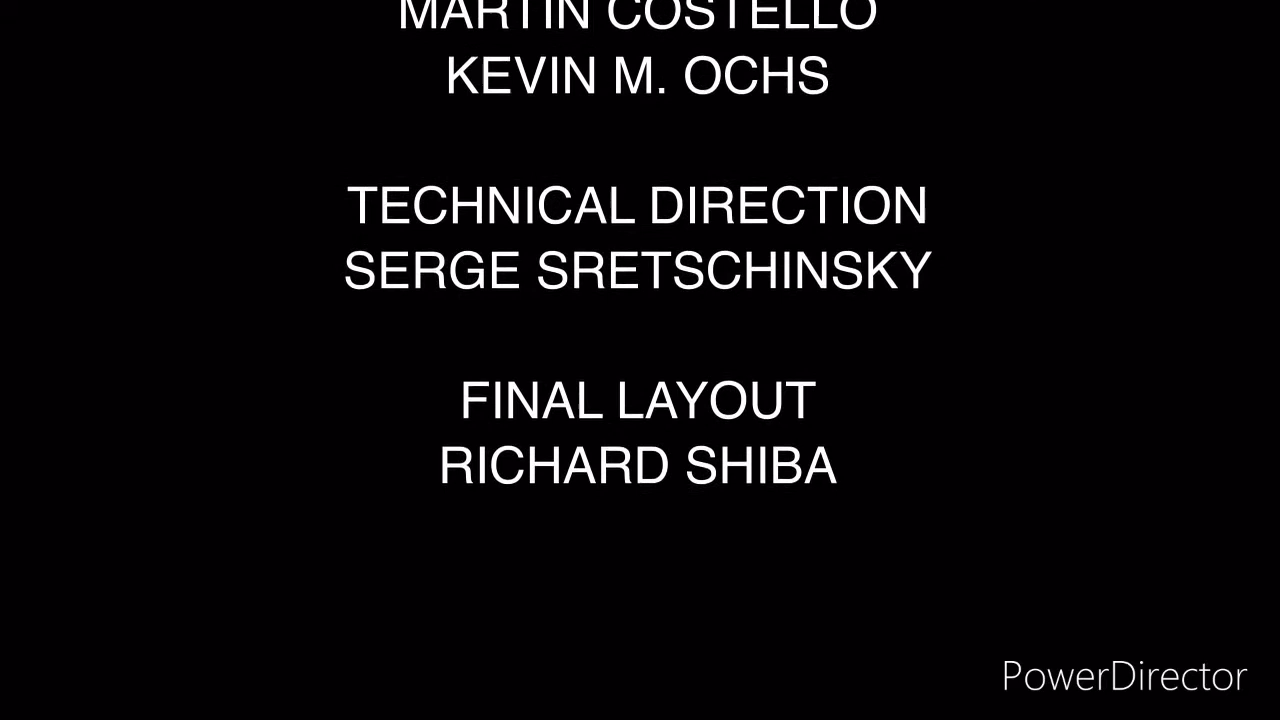 MARTIN COSTELLO
KEVIN M. OCHS
TECHNICAL DIRECTION
SERGE SRETSCHINSKY
FINAL LAYOUT
RICHARD SHIBA
PowerDirector